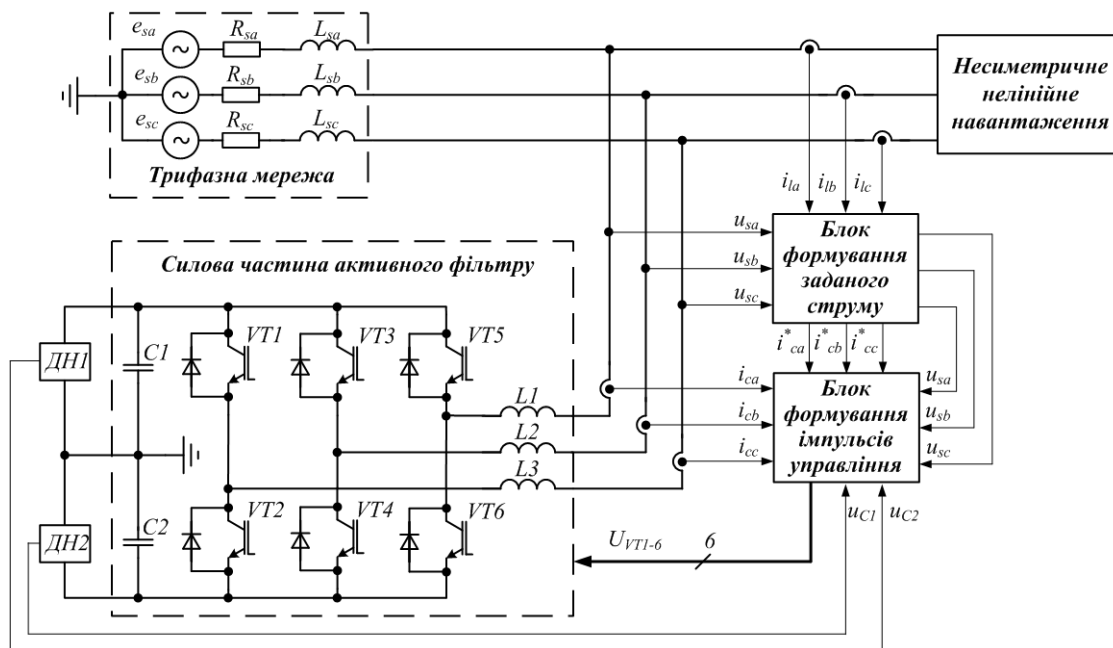 e_sa
R_sa
L_sa
e_sb
R_sb
L_sb
e_sc
R_sc
L_sc
Трифазна мережа
Несиметричне
нелінійне
навантаження
i_la
i_lb
i_lc
u_sa
u_sb
u_sc
Блок
формування
заданого
струму
i*_ca
i*_cb
i*_cc
Силова частина активного фільтру
ДН1
C1
VT1
VT3
VT5
L1
L2
L3
i_ca
i_cb
i_cc
Блок
формування
імпульсів
управління
u_sa
u_sb
u_sc
ДН2
C2
VT2
VT4
VT6
U_VT1-6
6
u_C1
u_C2